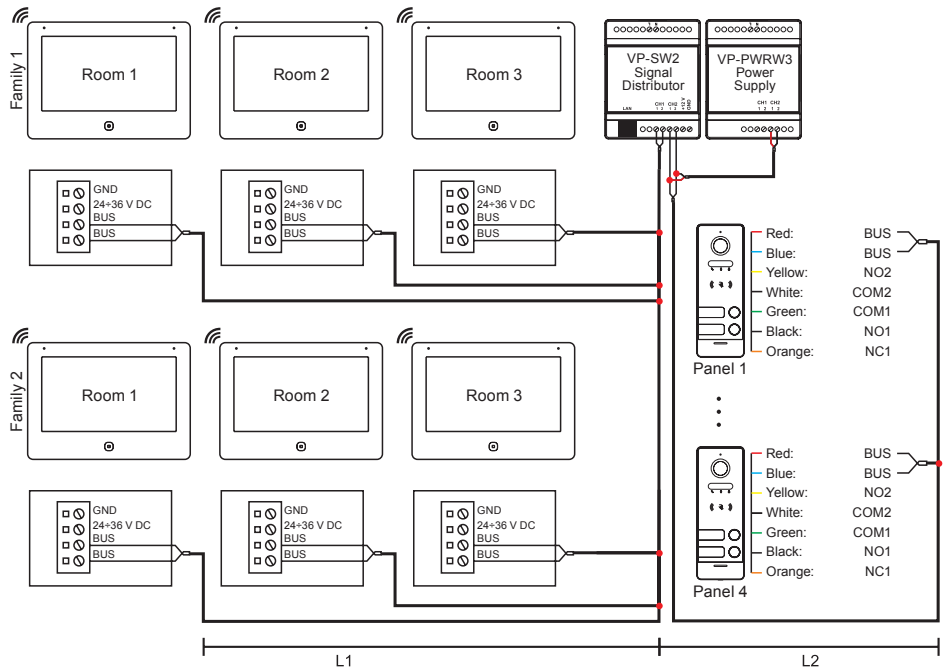 Family 1
Room 1
Room 2
Room 3
VP-SW2
Signal
Distributor
CH1 CH2
1 2 1 2
+12 V
GND
LAN
VP-PWRW3
Power
Supply
CH1 CH2
1 2 1 2
GND
24÷36 V DC
BUS
BUS
GND
24÷36 V DC
BUS
BUS
GND
24÷36 V DC
BUS
BUS
Red: BUS
Blue: BUS
Yellow: NO2
White: COM2
Green: COM1
Black: NO1
Orange: NC1
Panel 1
Family 2
Room 1
Room 2
Room 3
GND
24÷36 V DC
BUS
BUS
GND
24÷36 V DC
BUS
BUS
GND
24÷36 V DC
BUS
BUS
Red: BUS
Blue: BUS
Yellow: NO2
White: COM2
Green: COM1
Black: NO1
Orange: NC1
Panel 4
L1
L2